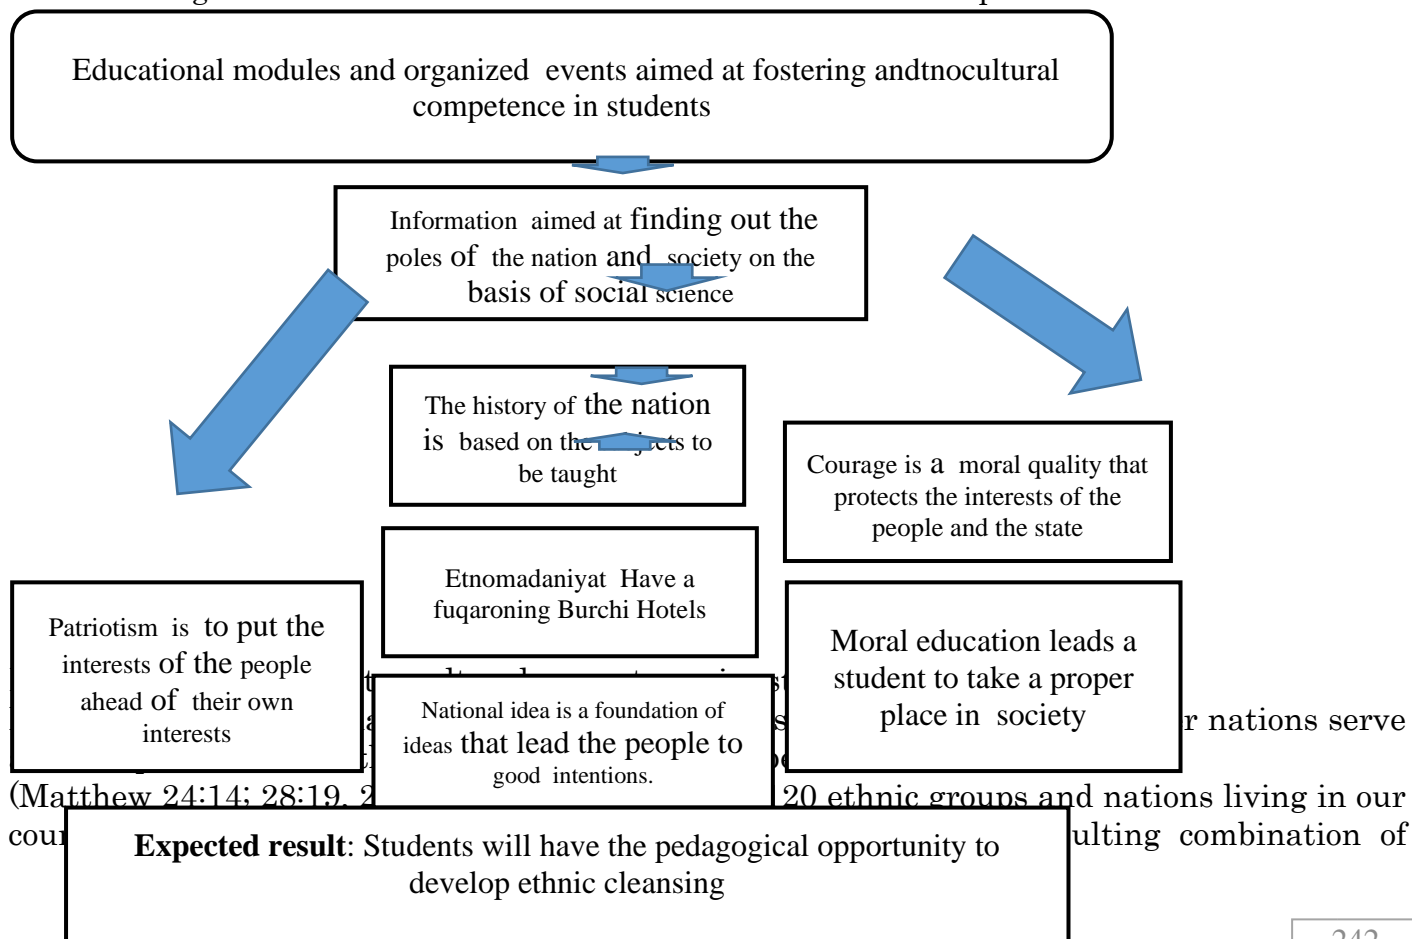 Educational modules and organized events aimed at fostering andtnocultural
competence in students
Information aimed at finding out the
poles of the nation and society on the
basis of social science
The history of the nation
is based on the to
be taught
Courage is a moral quality that
protects the interests of the
people and the state
Etnomadaniyat Have a
fuqaroning Burchi Hotels
Patriotism is to put the
interests of the people
ahead of their own
interests
Moral education leads a
student to take a proper
place in society
National idea is a foundation of
ideas that lead the people to
good intentions.
r nations serve
(Matthew 24:14; 28:19, 2 20 ethnic groups and nations living in our
cour ulting combination of
Expected result: Students will have the pedagogical opportunity to
develop ethnic cleansing
242